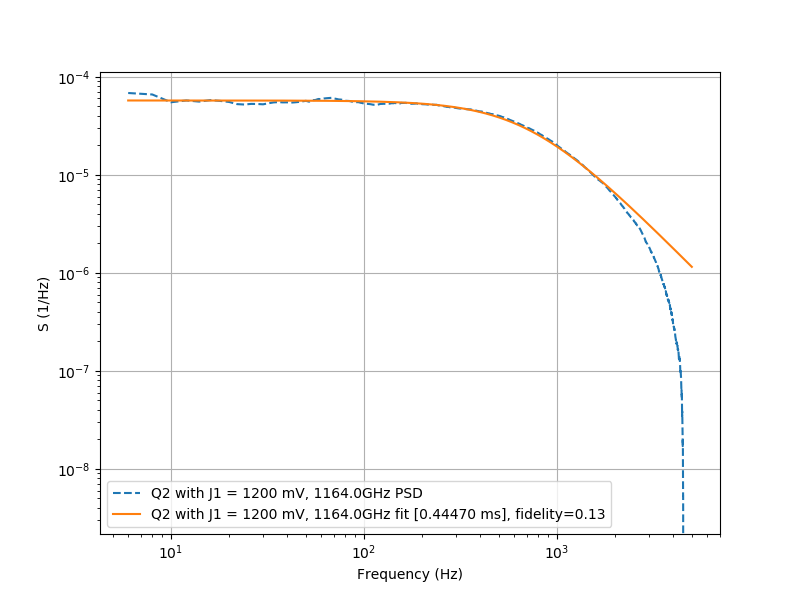 10⁻⁴
10⁻⁵
10⁻⁶
10⁻⁷
10⁻⁸
S (1/Hz)
Q2 with J1 = 1200 mV, 1164.0GHz PSD
Q2 with J1 = 1200 mV, 1164.0GHz fit [0.44470 ms], fidelity=0.13
10¹
10²
10³
Frequency (Hz)